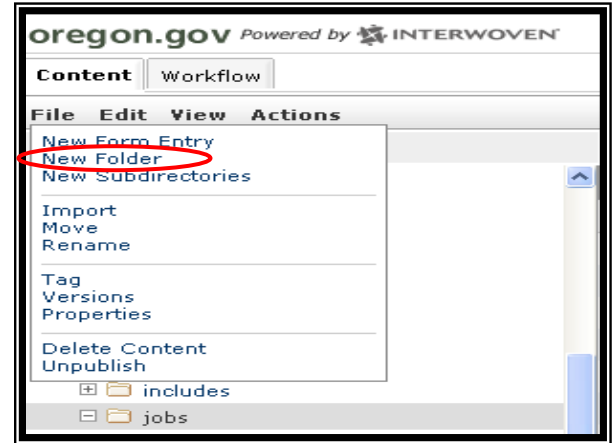 oregon.gov Powered by INTERWOVEN
Content Workflow
File Edit View Actions
New Form Entry
New Folder
New Subdirectories
Import
Move
Rename
Tag
Versions
Properties
Delete Content
Unpublish
includes
jobs